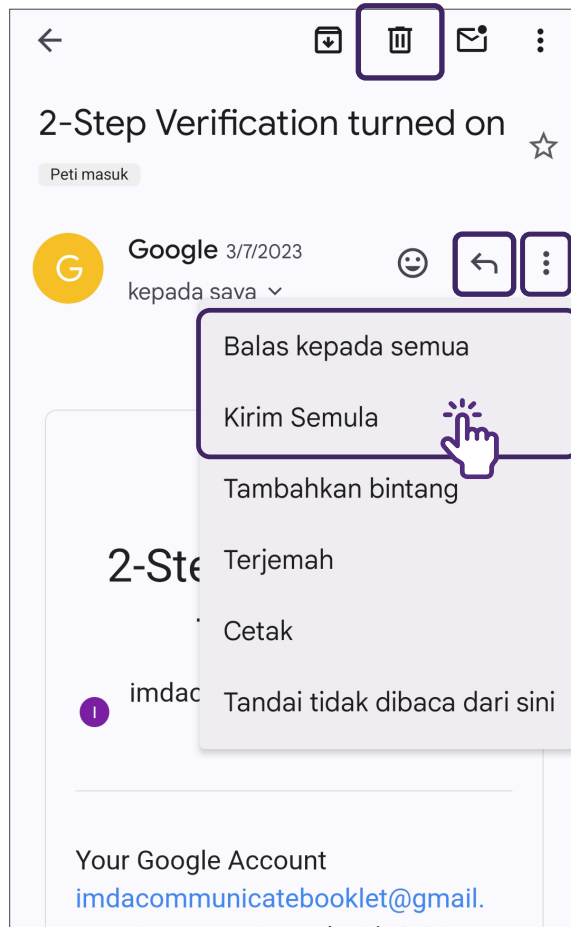 2-Step Verification turned on
Peti masuk
G
Google 3/7/2023
kepada saya
Balas kepada semua
Kirim Semula
Tambahkan bintang
2-Ste
Terjemah
Cetak
I
imdac
Tandai tidak dibaca dari sini
Your Google Account
imdacommunicatebooklet@gmail.